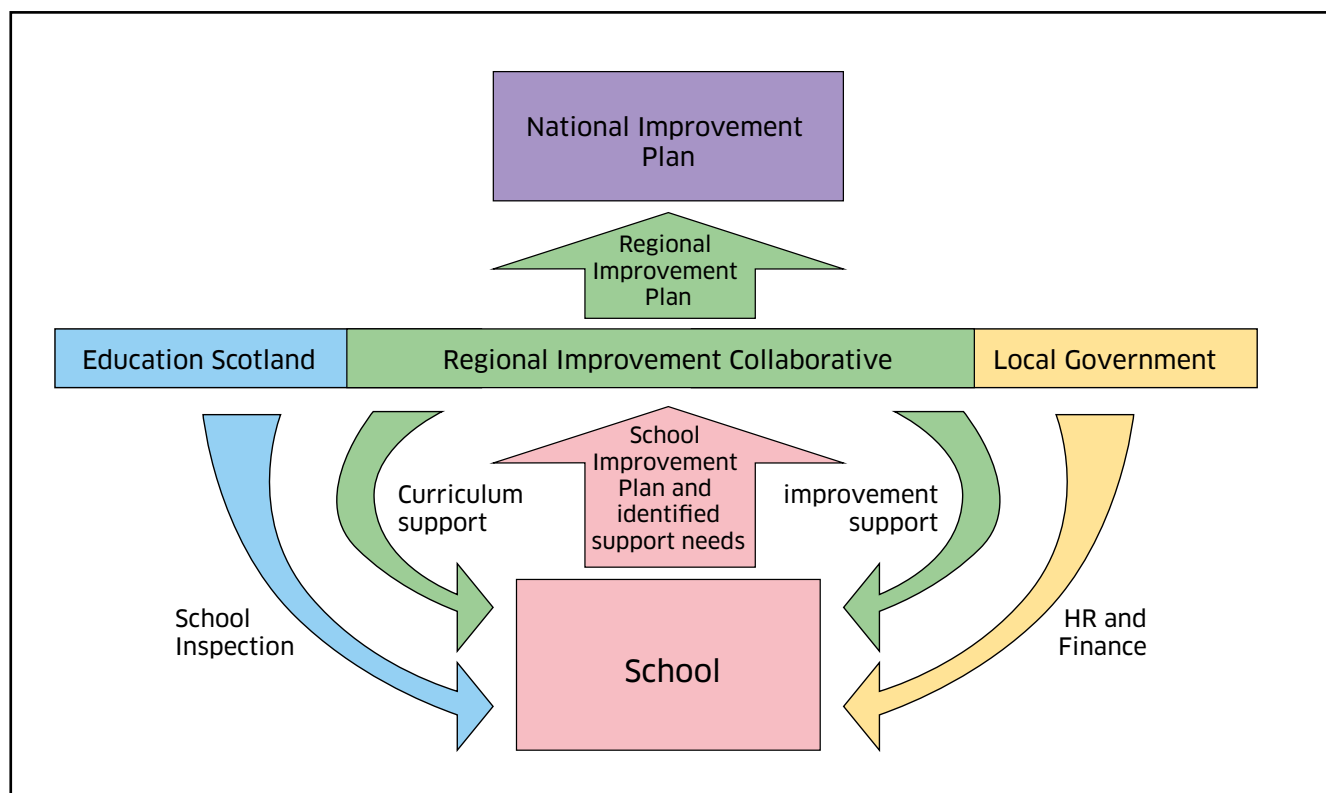 National Improvement
Plan
Regional
Improvement
Plan
Education Scotland
Regional Improvement Collaborative
Local Government
School
Improvement
Plan and
identified
support needs
Curriculum
support
improvement
support
School
Inspection
HR and
Finance
School